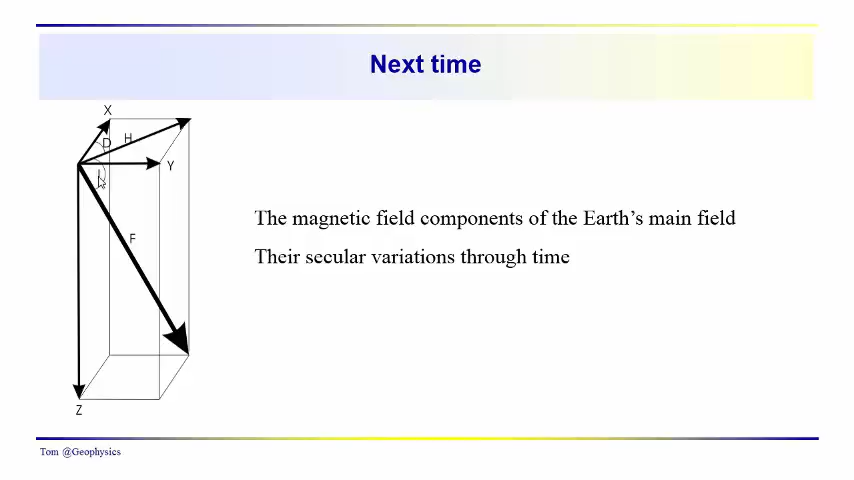 Next time
X
D
H
Y
I
F
The magnetic field components of the Earth's main field
Their secular variations through time
Z
Tom @Geophysics